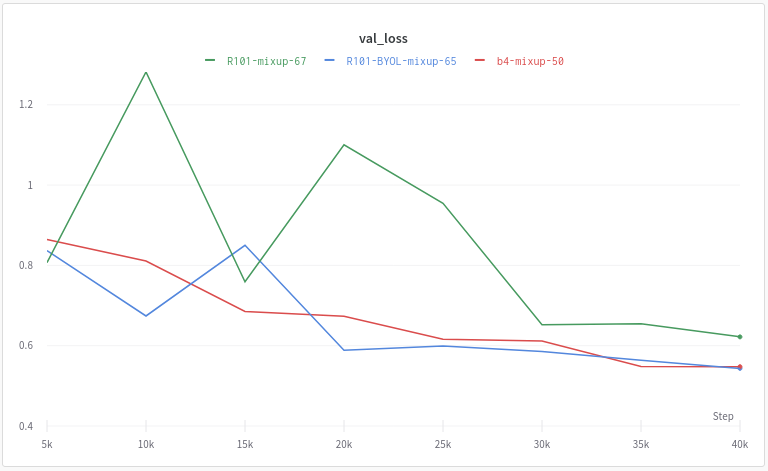 val_loss
R101-mixup-67 R101-BYOL-mixup-65 b4-mixup-50
1.2
1
0.8
0.6
0.4
Step
5k 10k 15k 20k 25k 30k 35k 40k